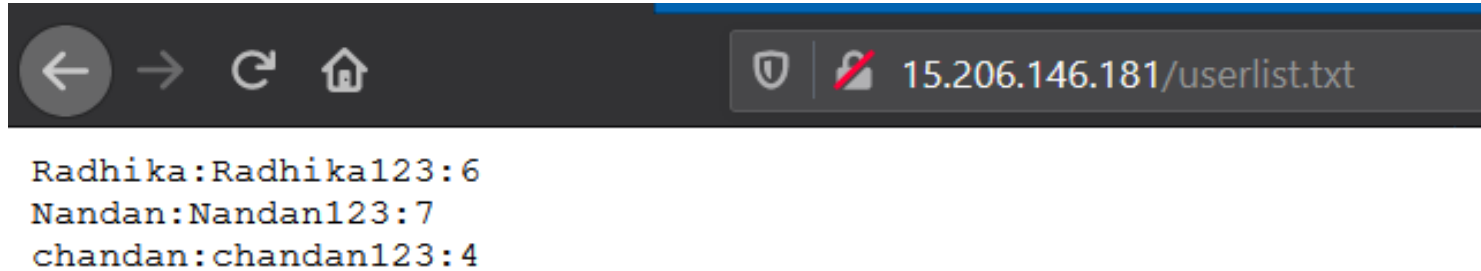 15.206.146.181/userlist.txt
Radhika:Radhika123:6
Nandan:Nandan123:7
chandan:chandan123:4